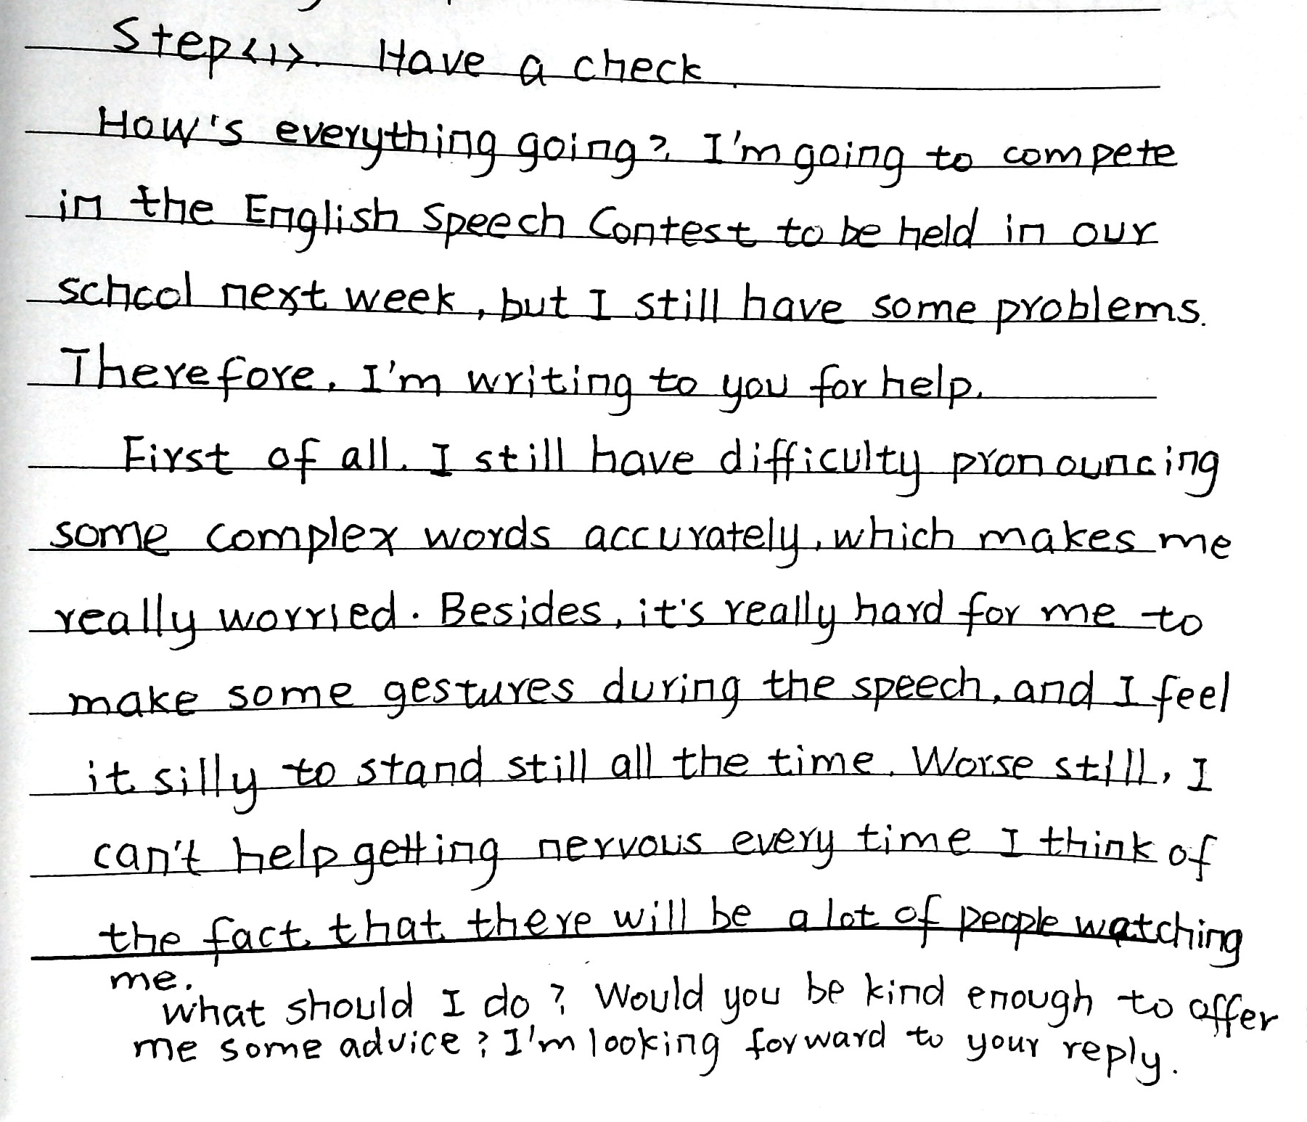 Step<1>. Have a check.
How's everything going? I'm going to compete
in the English Speech Contest to be held in our
school next week, but I still have some problems.
Therefore, I'm writing to you for help.
First of all, I still have difficulty pronouncing
some complex words accurately, which makes me
really worried. Besides, it's really hard for me to
make some gestures during the speech, and I feel
it silly to stand still all the time. Worse still, I
can't help getting nervous every time I think of
the fact that there will be a lot of people watching
me.
What should I do? Would you be kind enough to offer
me some advice? I'm looking forward to your reply.